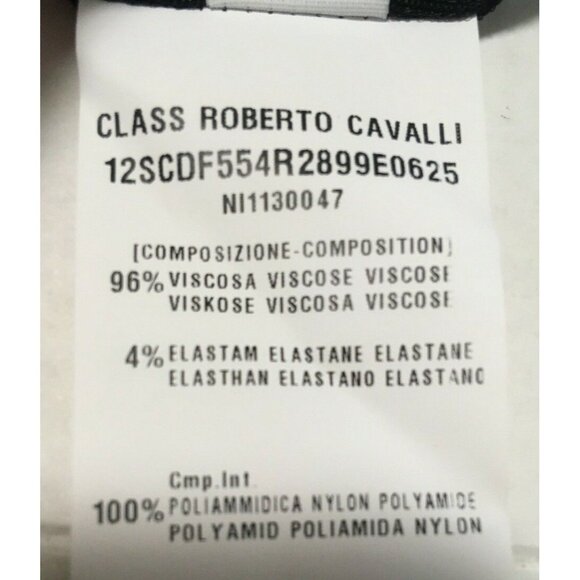 CLASS ROBERTO CAVALLI
12SCDF554R2899E0625
NI1130047
[COMPOSIZIONE-COMPOSITION]
96% VISCOSA VISCOSE VISCOSE
VISKOSE VISCOSA VISCOSE
4% ELASTAM ELASTANE ELASTANE
ELASTHAN ELASTANO ELASTANO
Cmp.Int.
100% POLIAMMIDICA NYLON POLYAMIDE
POLYAMID POLIAMIDA NYLON